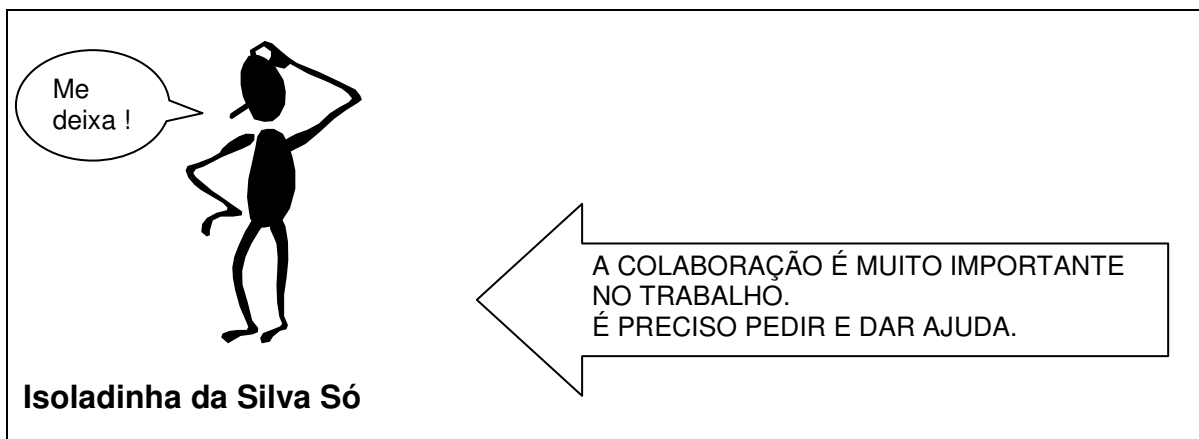 Me
deixa !
A COLABORAÇÃO É MUITO IMPORTANTE
NO TRABALHO.
É PRECISO PEDIR E DAR AJUDA.
Isoladinha da Silva Só